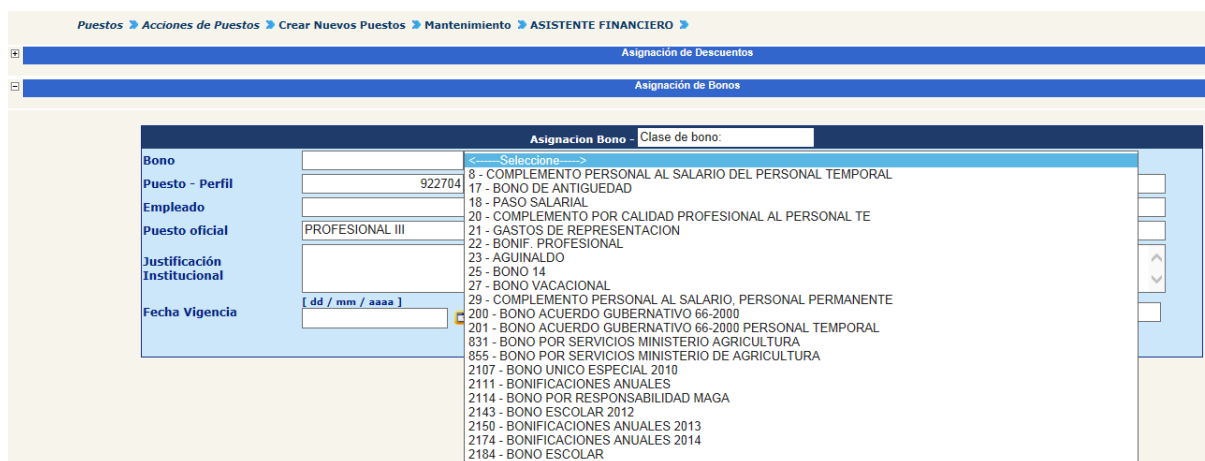 Puestos Acciones de Puestos Crear Nuevos Puestos Mantenimiento ASISTENTE FINANCIERO
Asignación de Descuentos
Asignación de Bonos
Asignacion Bono - Clase de bono:
Bono
<------Seleccione----->
8 - COMPLEMENTO PERSONAL AL SALARIO DEL PERSONAL TEMPORAL
17 - BONO DE ANTIGUEDAD
18 - PASO SALARIAL
20 - COMPLEMENTO POR CALIDAD PROFESIONAL AL PERSONAL TE
21 - GASTOS DE REPRESENTACION
22 - BONIF. PROFESIONAL
23 - AGUINALDO
25 - BONO 14
27 - BONO VACACIONAL
29 - COMPLEMENTO PERSONAL AL SALARIO, PERSONAL PERMANENTE
200 - BONO ACUERDO GUBERNATIVO 66-2000
201 - BONO ACUERDO GUBERNATIVO 66-2000 PERSONAL TEMPORAL
831 - BONO POR SERVICIOS MINISTERIO AGRICULTURA
855 - BONO POR SERVICIOS MINISTERIO DE AGRICULTURA
2107 - BONO UNICO ESPECIAL 2010
2111 - BONIFICACIONES ANUALES
2114 - BONO POR RESPONSABILIDAD MAGA
2143 - BONO ESCOLAR 2012
2150 - BONIFICACIONES ANUALES 2013
2174 - BONIFICACIONES ANUALES 2014
2184 - BONO ESCOLAR
Puesto - Perfil 922704
Empleado
Puesto oficial PROFESIONAL III
Justificación
Institucional
[ dd / mm / aaaa ]
Fecha Vigencia